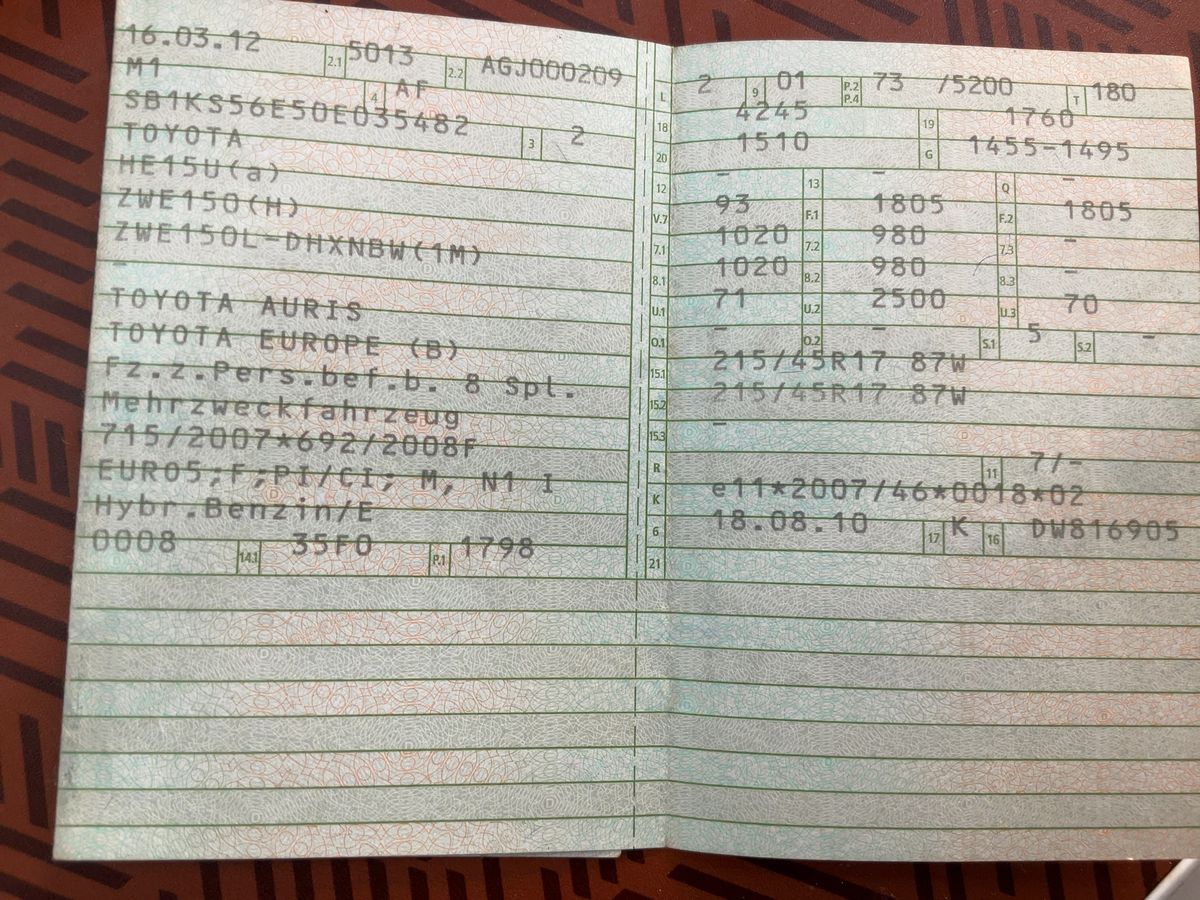 16.03.12 2.1 5013 2.2 AGJ000209
M1 4 AF
SB1KS56E50E035482 3 2
TOYOTA
HE15U(a)
ZWE150(H)
ZWE150L-DHXNBW(1M)
-
TOYOTA AURIS
TOYOTA EUROPE (B)
Fz.z.Pers.bef.b. 8 Spl.
Mehrzweckfahrzeug
715/2007*692/2008F
EURO5;F;PI/CI; M, N1 I
Hybr.Benzin/E
0008 14.1 35F0 P.1 1798
L 2 9 01 P.2 P.4 73 /5200 T 180
18 4245 19 1760
20 1510 G 1455-1495
12 - 13 - Q -
V.7 93 F.1 1805 F.2 1805
7.1 1020 7.2 980 7.3 -
8.1 1020 8.2 980 8.3 -
U.1 71 U.2 2500 U.3 70
O.1 - O.2 - S.1 5 S.2 -
15.1 215/45R17 87W
15.2 215/45R17 87W
15.3 -
R 11 7/-
K e11*2007/46*0018*02
6 18.08.10 17 K 16 DW816905
21